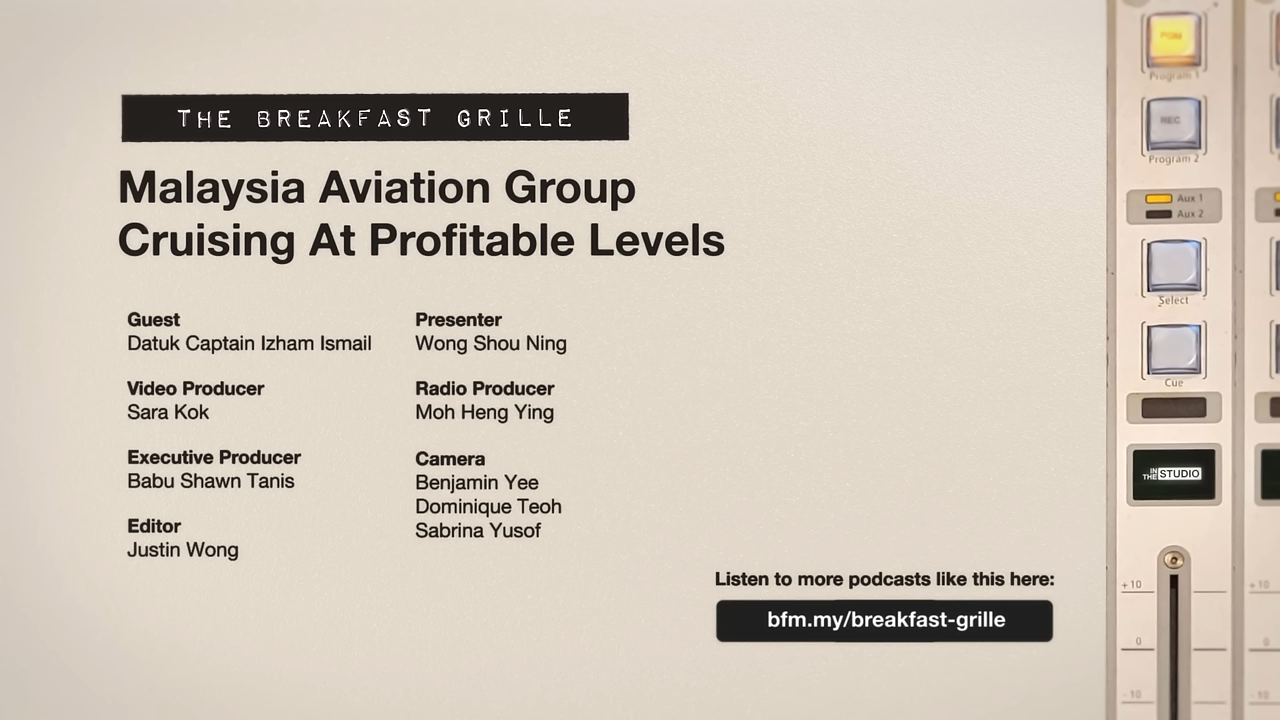 THE BREAKFAST GRILLE
Malaysia Aviation Group
Cruising At Profitable Levels
Guest
Datuk Captain Izham Ismail
Video Producer
Sara Kok
Executive Producer
Babu Shawn Tanis
Editor
Justin Wong
Presenter
Wong Shou Ning
Radio Producer
Moh Heng Ying
Camera
Benjamin Yee
Dominique Teoh
Sabrina Yusof
Listen to more podcasts like this here:
bfm.my/breakfast-grille
PGM
Program 1
REC
Program 2
Aux 1
Aux 2
Select
Cue
IN THE STUDIO
+10
+10
0
0
-10
-10